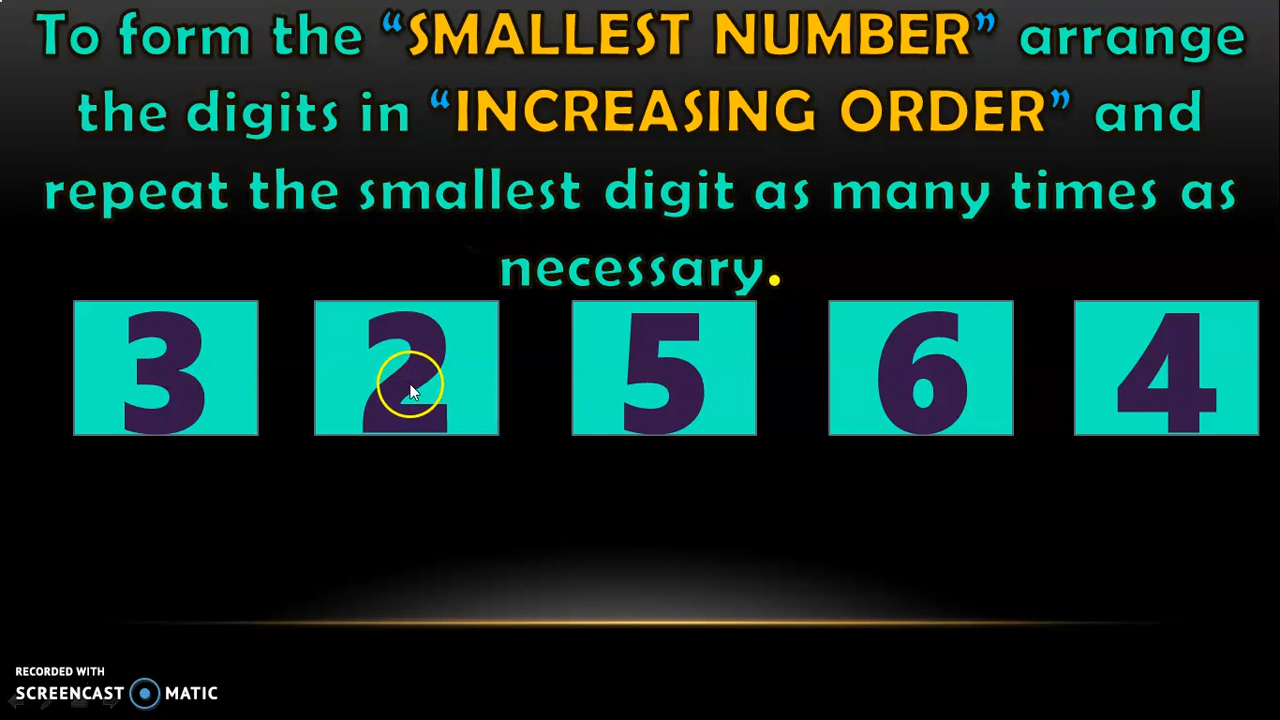 To form the “SMALLEST NUMBER” arrange
the digits in “INCREASING ORDER” and
repeat the smallest digit as many times as
necessary.
3 2 5 6 4
RECORDED WITH
SCREENCAST MATIC